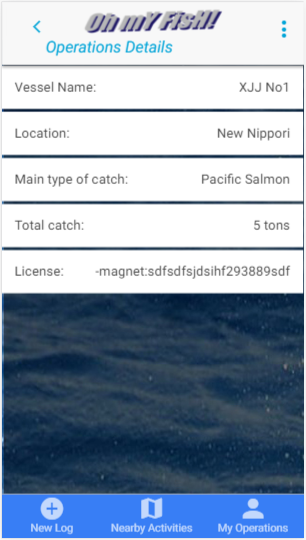 Oh mY FisH!
Operations Details
Vessel Name: XJJ No1
Location: New Nippori
Main type of catch: Pacific Salmon
Total catch: 5 tons
License: -magnet:sdfsdfsjdsihf293889sdf
New Log Nearby Activities My Operations